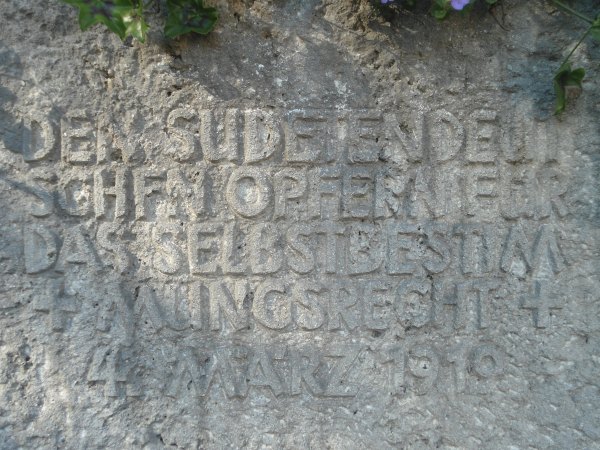 DEN SUDETENDEUT
SCHEN OPFERN FÜR
DAS SELBSTBESTIM
+ MUNGSRECHT +
4. MÄRZ 1919